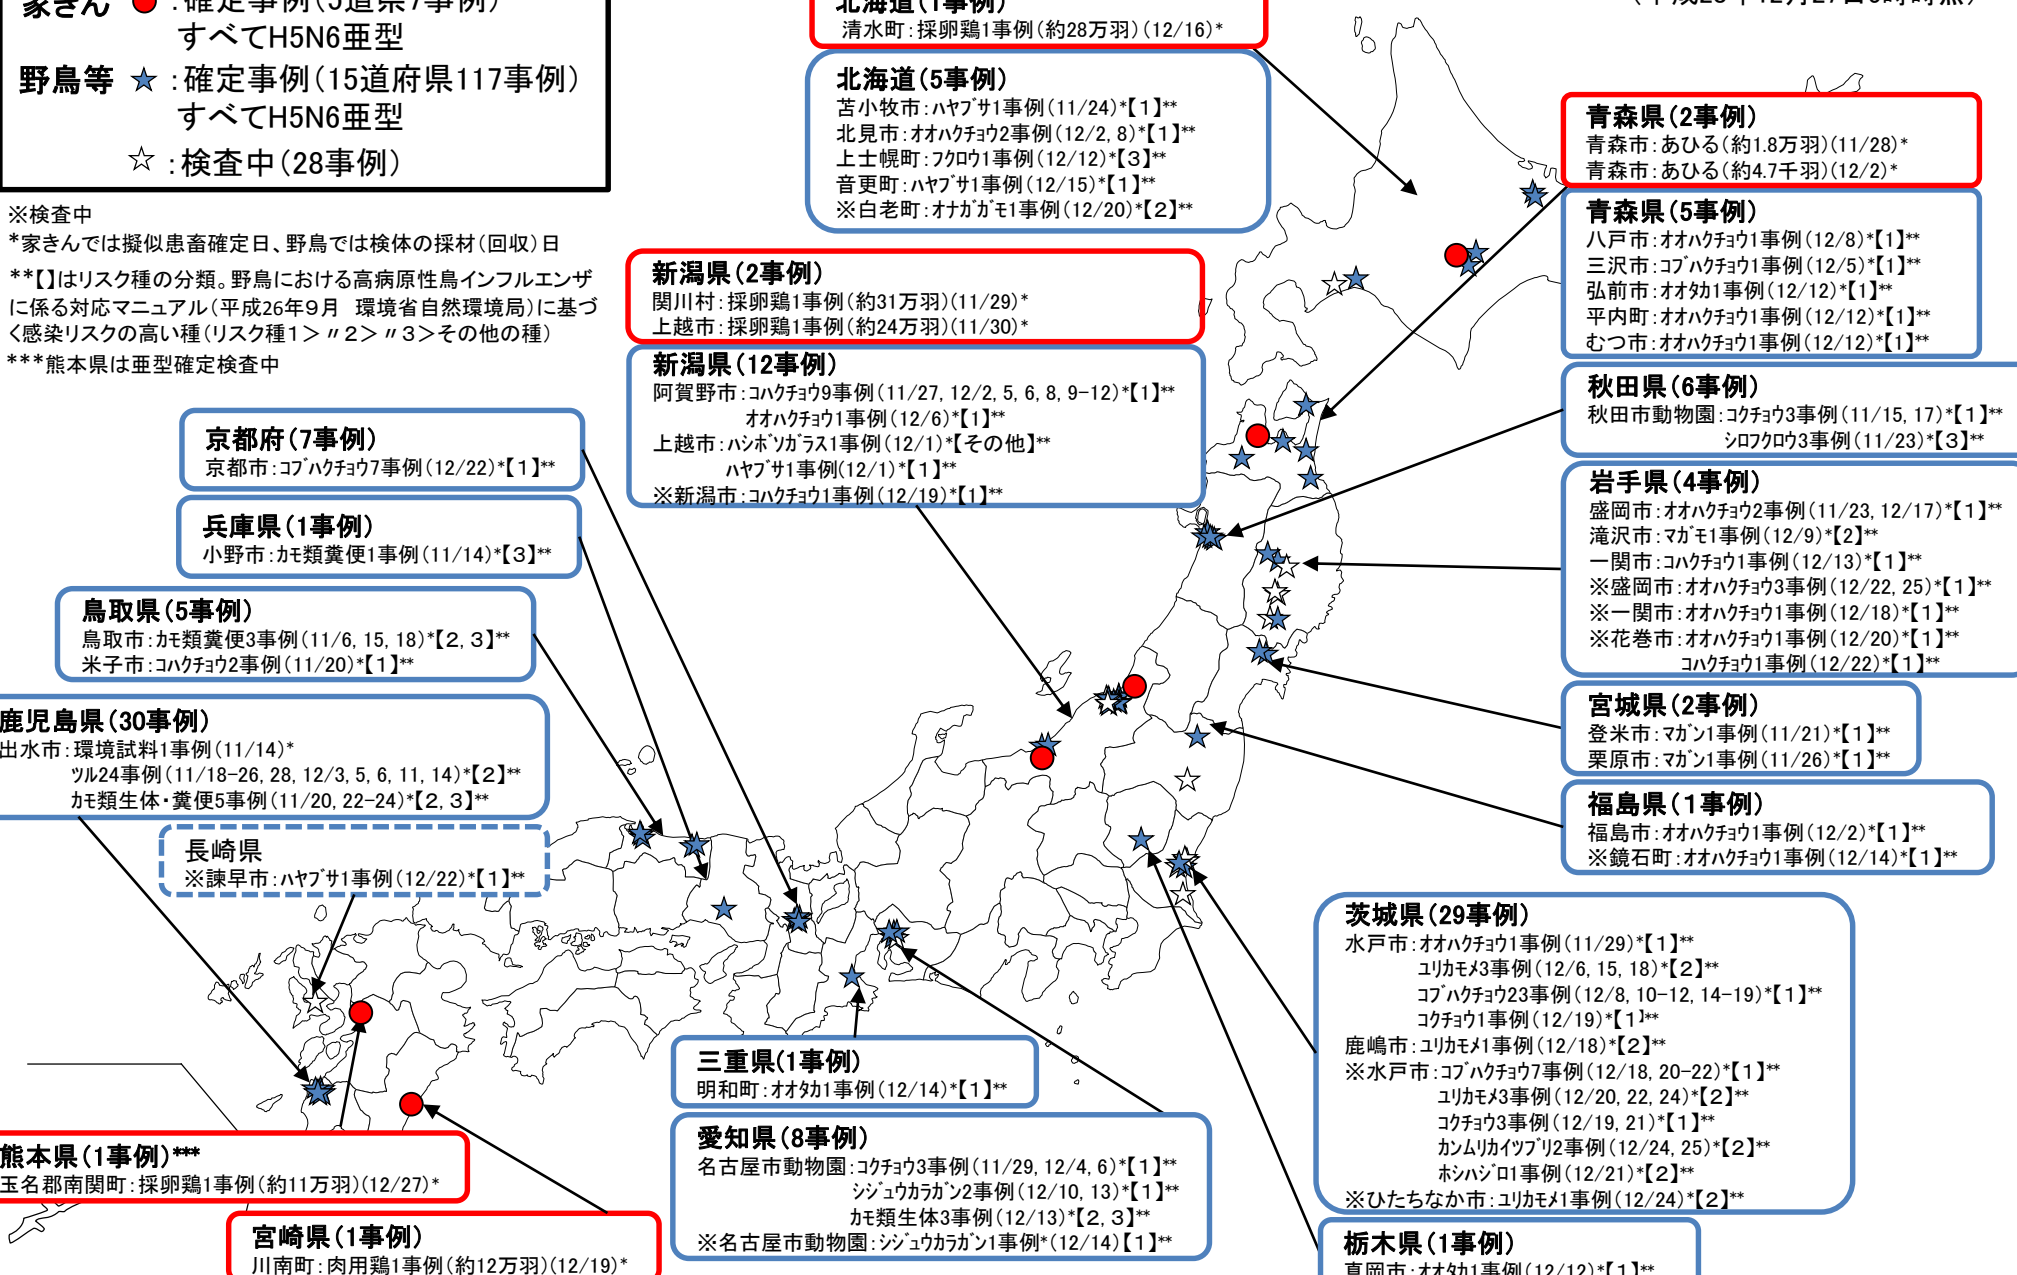 家きん ●:確定事例(5道県7事例)
すべてH5N6亜型
野鳥等 ★:確定事例(15道府県117事例)
すべてH5N6亜型
☆:検査中(28事例)
※検査中
*家きんでは擬似患畜確定日、野鳥では検体の採材(回収)日
**【】はリスク種の分類。野鳥における高病原性鳥インフルエンザ
に係る対応マニュアル(平成26年9月 環境省自然環境局)に基づ
く感染リスクの高い種(リスク種1>〃2>〃3>その他の種)
***熊本県は亜型確定検査中
北海道(1事例)
清水町:採卵鶏1事例(約28万羽)(12/16)*
北海道(5事例)
苫小牧市:ハヤブサ1事例(11/24)*【1】**
北見市:オオハクチョウ2事例(12/2, 8)*【1】**
上士幌町:フクロウ1事例(12/12)*【3】**
音更町:ハヤブサ1事例(12/15)*【1】**
※白老町:オナガガモ1事例(12/20)*【2】**
青森県(2事例)
青森市:あひる(約1.8万羽)(11/28)*
青森市:あひる(約4.7千羽)(12/2)*
青森県(5事例)
八戸市:オオハクチョウ1事例(12/8)*【1】**
三沢市:コブハクチョウ1事例(12/5)*【1】**
弘前市:オオタカ1事例(12/12)*【1】**
平内町:オオハクチョウ1事例(12/12)*【1】**
むつ市:オオハクチョウ1事例(12/12)*【1】**
新潟県(2事例)
関川村:採卵鶏1事例(約31万羽)(11/29)*
上越市:採卵鶏1事例(約24万羽)(11/30)*
新潟県(12事例)
阿賀野市:コハクチョウ9事例(11/27, 12/2, 5, 6, 8, 9-12)*【1】**
オオハクチョウ1事例(12/6)*【1】**
上越市:ハシボソガラス1事例(12/1)*【その他】**
ハヤブサ1事例(12/1)*【1】**
※新潟市:コハクチョウ1事例(12/19)*【1】**
秋田県(6事例)
秋田市動物園:コクチョウ3事例(11/15, 17)*【1】**
シロフクロウ3事例(11/23)*【3】**
岩手県(4事例)
盛岡市:オオハクチョウ2事例(11/23, 12/17)*【1】**
滝沢市:マガモ1事例(12/9)*【2】**
一関市:コハクチョウ1事例(12/13)*【1】**
※盛岡市:オオハクチョウ3事例(12/22, 25)*【1】**
※一関市:オオハクチョウ1事例(12/18)*【1】**
※花巻市:オオハクチョウ1事例(12/20)*【1】**
コハクチョウ1事例(12/22)*【1】**
京都府(7事例)
京都市:コブハクチョウ7事例(12/22)*【1】**
兵庫県(1事例)
小野市:カモ類糞便1事例(11/14)*【3】**
鳥取県(5事例)
鳥取市:カモ類糞便3事例(11/6, 15, 18)*【2, 3】**
米子市:コハクチョウ2事例(11/20)*【1】**
鹿児島県(30事例)
出水市:環境試料1事例(11/14)*
ツル24事例(11/18-26, 28, 12/3, 5, 6, 11, 14)*【2】**
カモ類生体・糞便5事例(11/20, 22-24)*【2, 3】**
長崎県
※諫早市:ハヤブサ1事例(12/22)*【1】**
宮城県(2事例)
登米市:マガン1事例(11/21)*【1】**
栗原市:マガン1事例(11/26)*【1】**
福島県(1事例)
福島市:オオハクチョウ1事例(12/2)*【1】**
※鏡石町:オオハクチョウ1事例(12/14)*【1】**
茨城県(29事例)
水戸市:オオハクチョウ1事例(11/29)*【1】**
ユリカモメ3事例(12/6, 15, 18)*【2】**
コブハクチョウ23事例(12/8, 10-12, 14-19)*【1】**
コクチョウ1事例(12/19)*【1】**
鹿嶋市:ユリカモメ1事例(12/18)*【2】**
※水戸市:コブハクチョウ7事例(12/18, 20-22)*【1】**
ユリカモメ3事例(12/20, 22, 24)*【2】**
コクチョウ3事例(12/19, 21)*【1】**
カンムリカイツブリ2事例(12/24, 25)*【2】**
ホシハジロ1事例(12/21)*【2】**
※ひたちなか市:ユリカモメ1事例(12/24)*【2】**
三重県(1事例)
明和町:オオタカ1事例(12/14)*【1】**
愛知県(8事例)
名古屋市動物園:コクチョウ3事例(11/29, 12/4, 6)*【1】**
シジュウカラガン2事例(12/10, 13)*【1】**
カモ類生体3事例(12/13)*【2, 3】**
※名古屋市動物園:シジュウカラガン1事例*(12/14)【1】**
熊本県(1事例)***
玉名郡南関町:採卵鶏1事例(約11万羽)(12/27)*
宮崎県(1事例)
川南町:肉用鶏1事例(約12万羽)(12/19)*
栃木県(1事例)
真岡市:オオタカ1事例(12/12)*【1】**